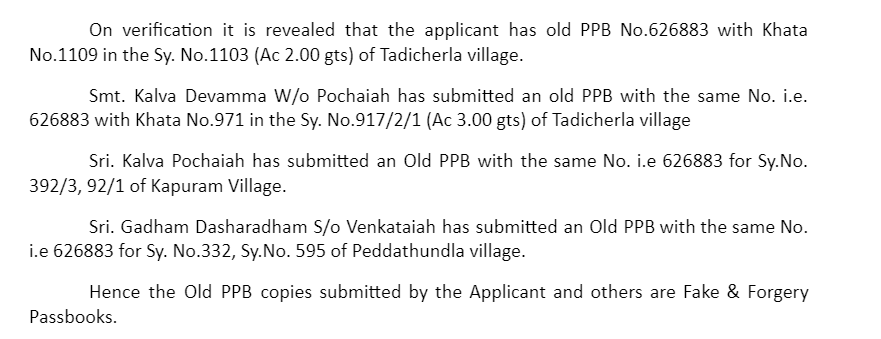 On verification it is revealed that the applicant has old PPB No.626883 with Khata
No.1109 in the Sy. No.1103 (Ac 2.00 gts) of Tadicherla village.
Smt. Kalva Devamma W/o Pochaiah has submitted an old PPB with the same No. i.e.
626883 with Khata No.971 in the Sy. No.917/2/1 (Ac 3.00 gts) of Tadicherla village
Sri. Kalva Pochaiah has submitted an Old PPB with the same No. i.e 626883 for Sy.No.
392/3, 92/1 of Kapuram Village.
Sri. Gadham Dasharadham S/o Venkataiah has submitted an Old PPB with the same No.
i.e 626883 for Sy. No.332, Sy.No. 595 of Peddathundla village.
Hence the Old PPB copies submitted by the Applicant and others are Fake & Forgery
Passbooks.